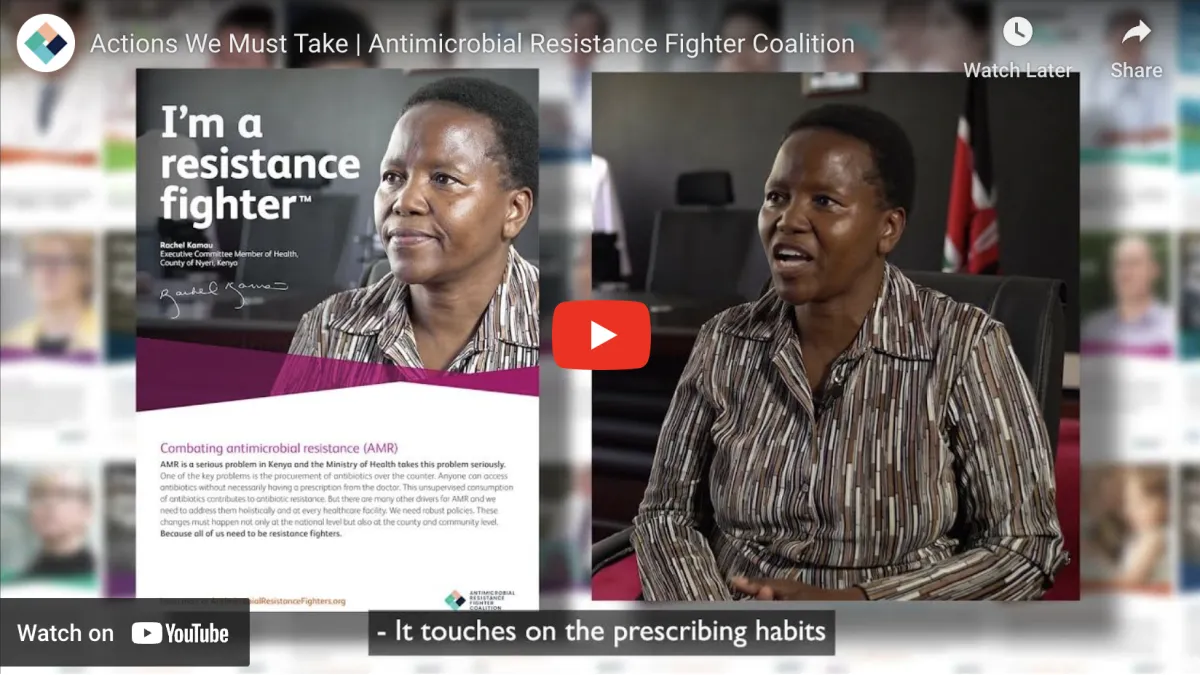 Actions We Must Take | Antimicrobial Resistance Fighter Coalition
Watch Later
Share
I'm a
resistance
fighter™
Rachel Kamau
Executive Committee Member of Health,
County of Nyeri, Kenya
Rachel Kamau
Combating antimicrobial resistance (AMR)
AMR is a serious problem in Kenya and the Ministry of Health takes this problem seriously.
One of the key problems is the procurement of antibiotics over the counter. Anyone can access
antibiotics without necessarily having a prescription from the doctor. This unsupervised consumption
of antibiotics contributes to antibiotic resistance. But there are many other drivers for AMR and we
need to address them holistically and at every healthcare facility. We need robust policies. These
changes must happen not only at the national level but also at the county and community level.
Because all of us need to be resistance fighters.
ialResistanceFighters.org
ANTIMICROBIAL
RESISTANCE
FIGHTER
COALITION
- It touches on the prescribing habits
Watch on YouTube